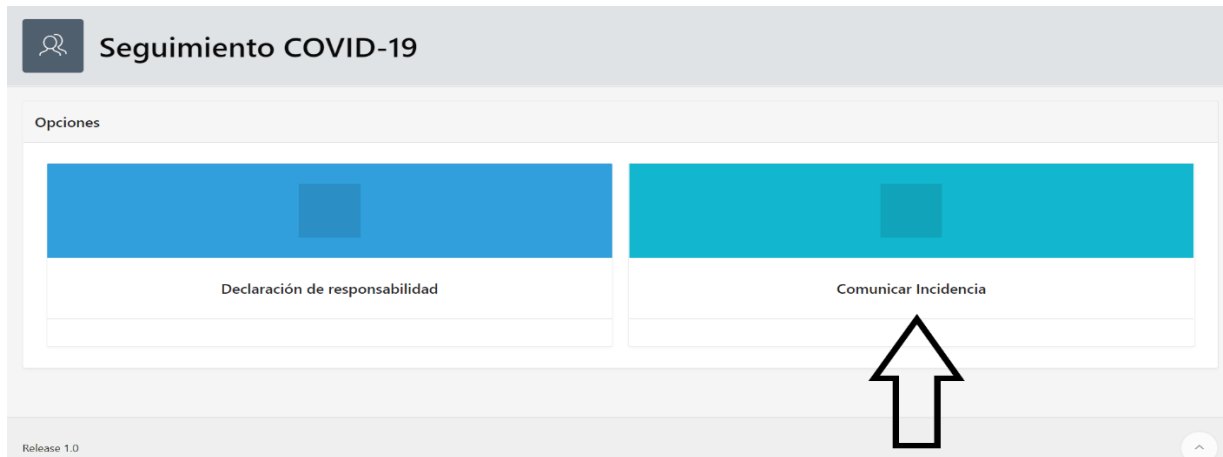 Seguimiento COVID-19
Opciones
Declaración de responsabilidad
Comunicar Incidencia
Release 1.0